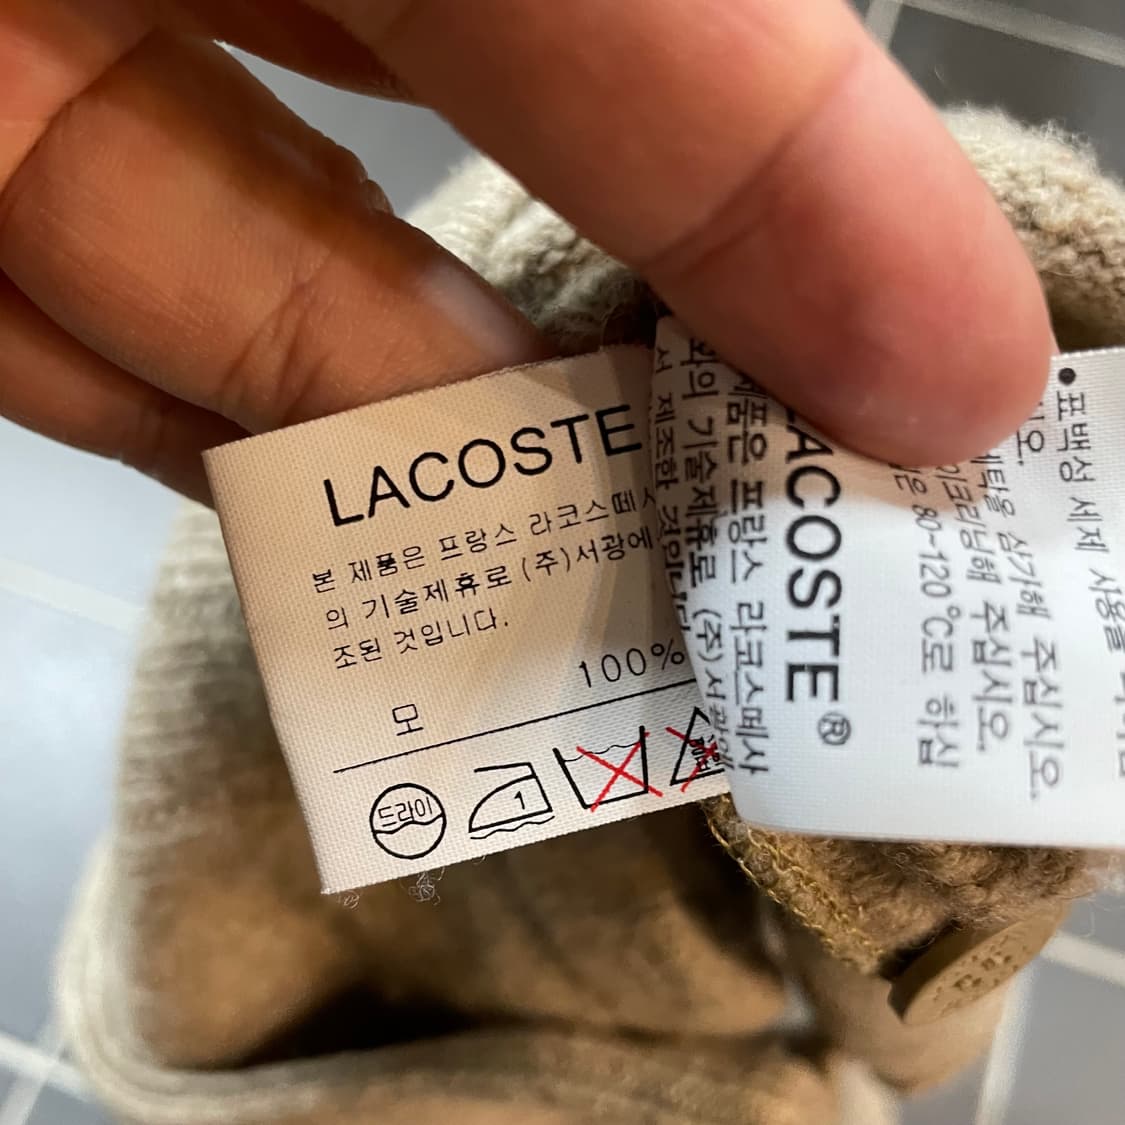 LACOSTE
본 제품은 프랑스 라코스떼사
의 기술제휴로 (주)서광에
조된 것입니다.
100%
모
드라이
1
LACOSTE®
제품은 프랑스 라코스떼사
와의 기술제휴로 (주)서광에
서 제조한 것입니다
●표백성 세제 사용을
시오.
세탁을 삼가해 주십시오.
이크리닝해 주십시오.
은 80~120℃로 하십